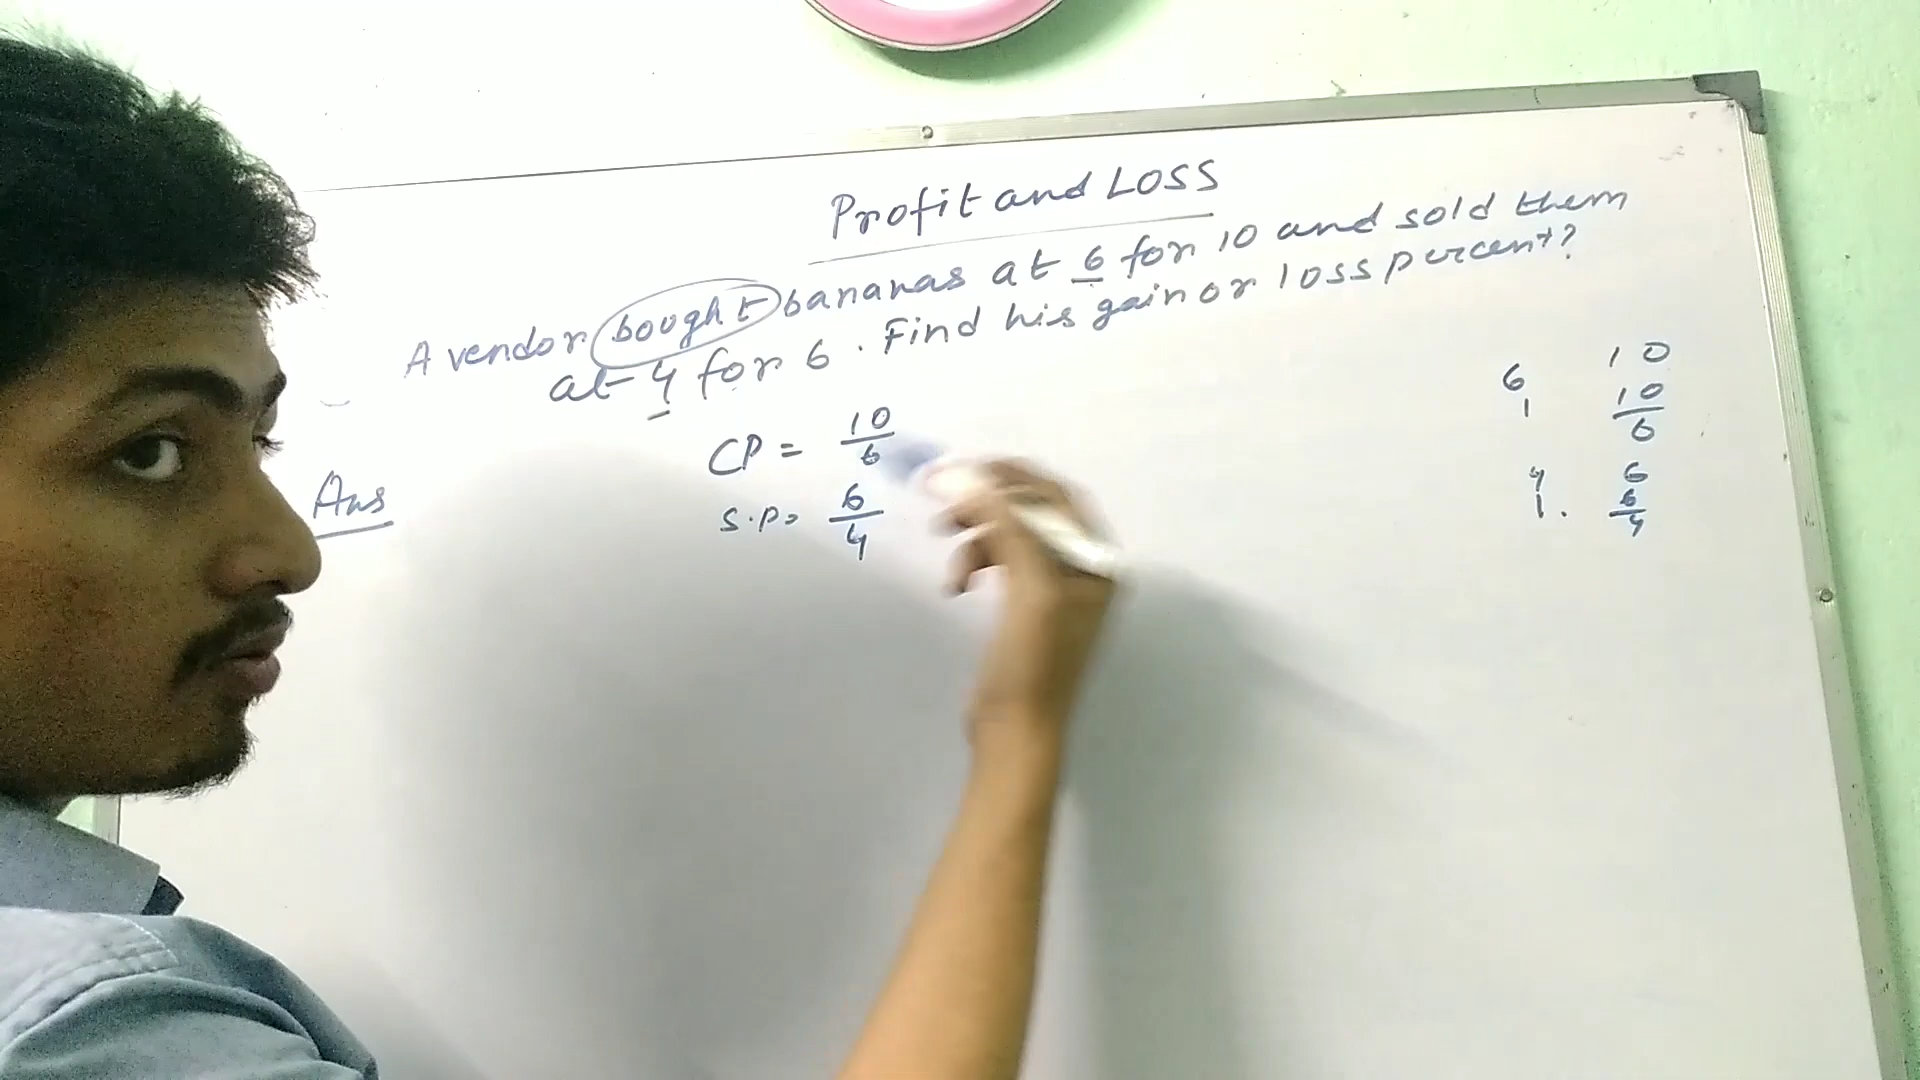 Profit and Loss
A vendor bought bananas at 6 for 10 and sold them
at 4 for 6. Find his gain or loss percent?
Ans
CP = 10/6
S.P= 6/4
6 10
1 10/6
4 6
1. 6/4